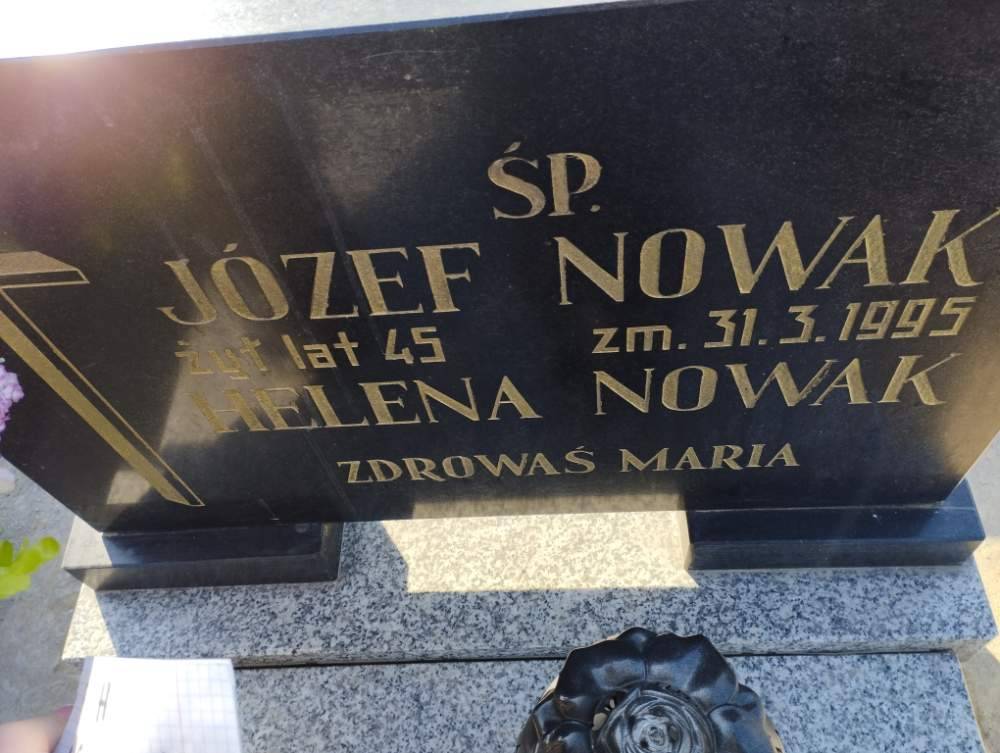 ŚP.
JÓZEF NOWAK
żył lat 45 zm. 31.3.1995
HELENA NOWAK
ZDROWAŚ MARIA